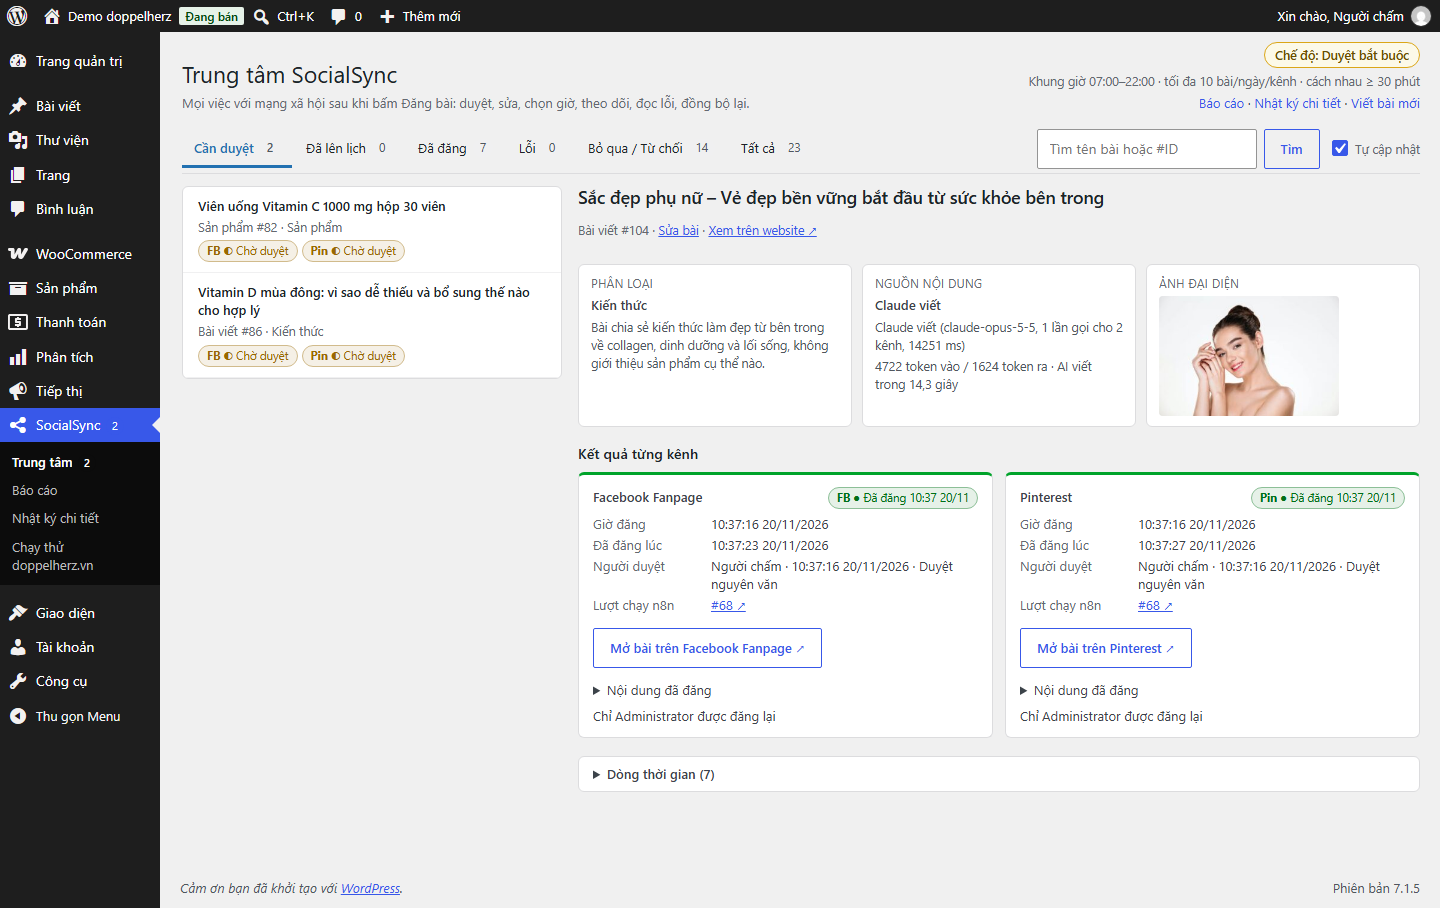 Demo doppelherz Đang bán Ctrl+K 0 Thêm mới
Xin chào, Người chấm
Trang quản trị
Bài viết
Thư viện
Trang
Bình luận
WooCommerce
Sản phẩm
Thanh toán
Phân tích
Tiếp thị
SocialSync 2
Trung tâm 2
Báo cáo
Nhật ký chi tiết
Chạy thử
doppelherz.vn
Giao diện
Tài khoản
Công cụ
Thu gọn Menu
Trung tâm SocialSync
Mọi việc với mạng xã hội sau khi bấm Đăng bài: duyệt, sửa, chọn giờ, theo dõi, đọc lỗi, đồng bộ lại.
Chế độ: Duyệt bắt buộc
Khung giờ 07:00–22:00 · tối đa 10 bài/ngày/kênh · cách nhau ≥ 30 phút
Báo cáo · Nhật ký chi tiết · Viết bài mới
Cần duyệt 2 Đã lên lịch 0 Đã đăng 7 Lỗi 0 Bỏ qua / Từ chối 14 Tất cả 23
Tìm tên bài hoặc #ID Tìm Tự cập nhật
Viên uống Vitamin C 1000 mg hộp 30 viên
Sản phẩm #82 · Sản phẩm
FB ◐ Chờ duyệt Pin ◐ Chờ duyệt
Vitamin D mùa đông: vì sao dễ thiếu và bổ sung thế nào
cho hợp lý
Bài viết #86 · Kiến thức
FB ◐ Chờ duyệt Pin ◐ Chờ duyệt
Sắc đẹp phụ nữ – Vẻ đẹp bền vững bắt đầu từ sức khỏe bên trong
Bài viết #104 · Sửa bài · Xem trên website ↗
PHÂN LOẠI
Kiến thức
Bài chia sẻ kiến thức làm đẹp từ bên trong
về collagen, dinh dưỡng và lối sống, không
giới thiệu sản phẩm cụ thể nào.
NGUỒN NỘI DUNG
Claude viết
Claude viết (claude-opus-5-5, 1 lần gọi cho 2
kênh, 14251 ms)
4722 token vào / 1624 token ra · AI viết
trong 14,3 giây
ẢNH ĐẠI DIỆN
Kết quả từng kênh
Facebook Fanpage FB ● Đã đăng 10:37 20/11
Giờ đăng 10:37:16 20/11/2026
Đã đăng lúc 10:37:23 20/11/2026
Người duyệt Người chấm · 10:37:16 20/11/2026 · Duyệt
nguyên văn
Lượt chạy n8n #68 ↗
Mở bài trên Facebook Fanpage ↗
▶ Nội dung đã đăng
Chỉ Administrator được đăng lại
Pinterest Pin ● Đã đăng 10:37 20/11
Giờ đăng 10:37:16 20/11/2026
Đã đăng lúc 10:37:27 20/11/2026
Người duyệt Người chấm · 10:37:16 20/11/2026 · Duyệt
nguyên văn
Lượt chạy n8n #68 ↗
Mở bài trên Pinterest ↗
▶ Nội dung đã đăng
Chỉ Administrator được đăng lại
▶ Dòng thời gian (7)
Cảm ơn bạn đã khởi tạo với WordPress.
Phiên bản 7.1.5